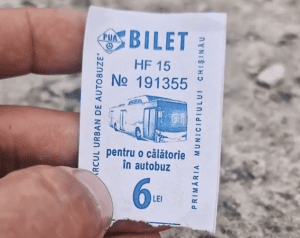 PUA
BILET
HF 15
№ 191355
pentru o călătorie
în autobuz
6 LEI
ARCUL URBAN DE AUTOBUZE
PRIMĂRIA MUNICIPIULUI CHIȘINĂU